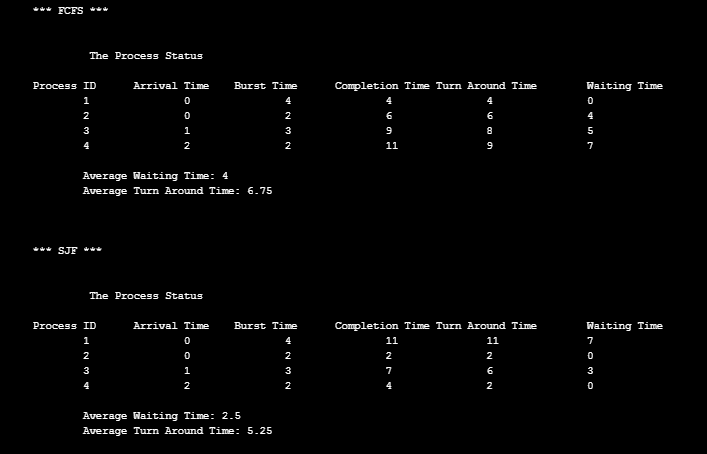 *** FCFS ***
The Process Status
Process ID Arrival Time Burst Time Completion Time Turn Around Time Waiting Time
1 0 4 4 4 0
2 0 2 6 6 4
3 1 3 9 8 5
4 2 2 11 9 7
Average Waiting Time: 4
Average Turn Around Time: 6.75
*** SJF ***
The Process Status
Process ID Arrival Time Burst Time Completion Time Turn Around Time Waiting Time
1 0 4 11 11 7
2 0 2 2 2 0
3 1 3 7 6 3
4 2 2 4 2 0
Average Waiting Time: 2.5
Average Turn Around Time: 5.25